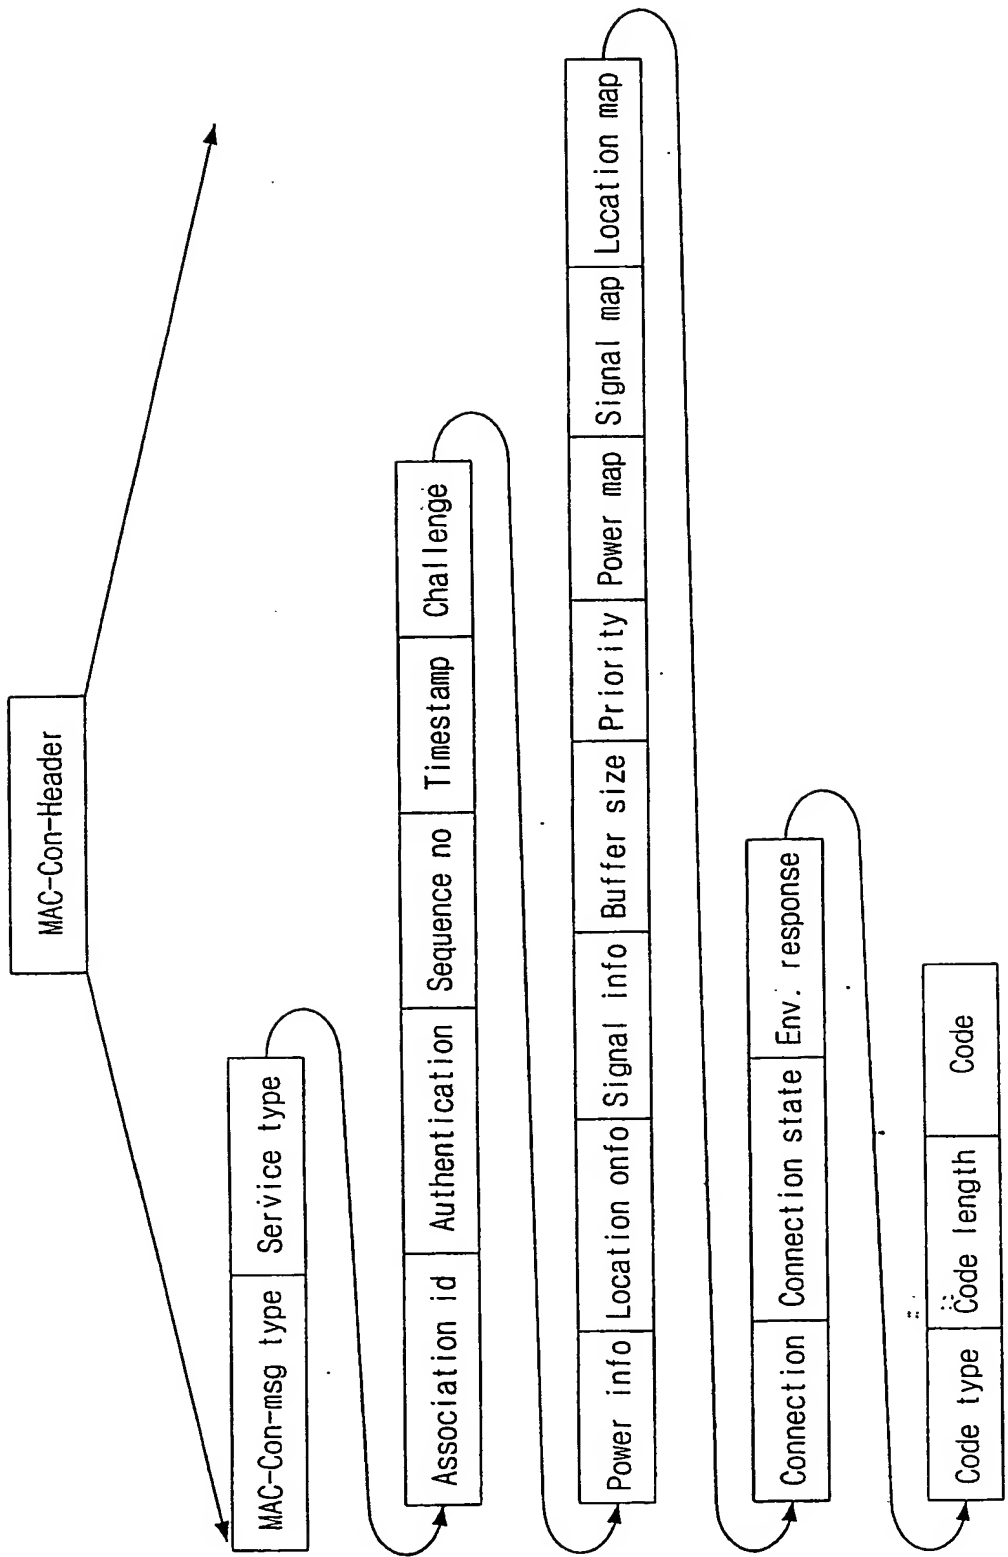 MAC-Con-Header
MAC-Con-msg type Service type
Association id Authentication Sequence no Timestamp Challenge
Power info Location onfo Signal info Buffer size Priority Power map Signal map Location map
Connection Connection state Env. response
Code type Code length Code